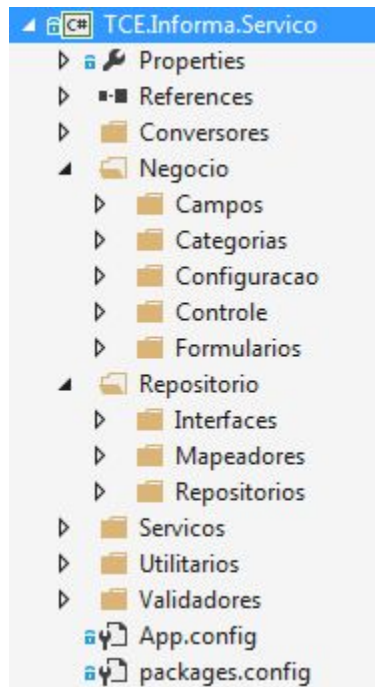 C# TCE.Informa.Servico
Properties
References
Conversores
Negocio
Campos
Categorias
Configuracao
Controle
Formularios
Repositorio
Interfaces
Mapeadores
Repositorios
Servicos
Utilitarios
Validadores
App.config
packages.config